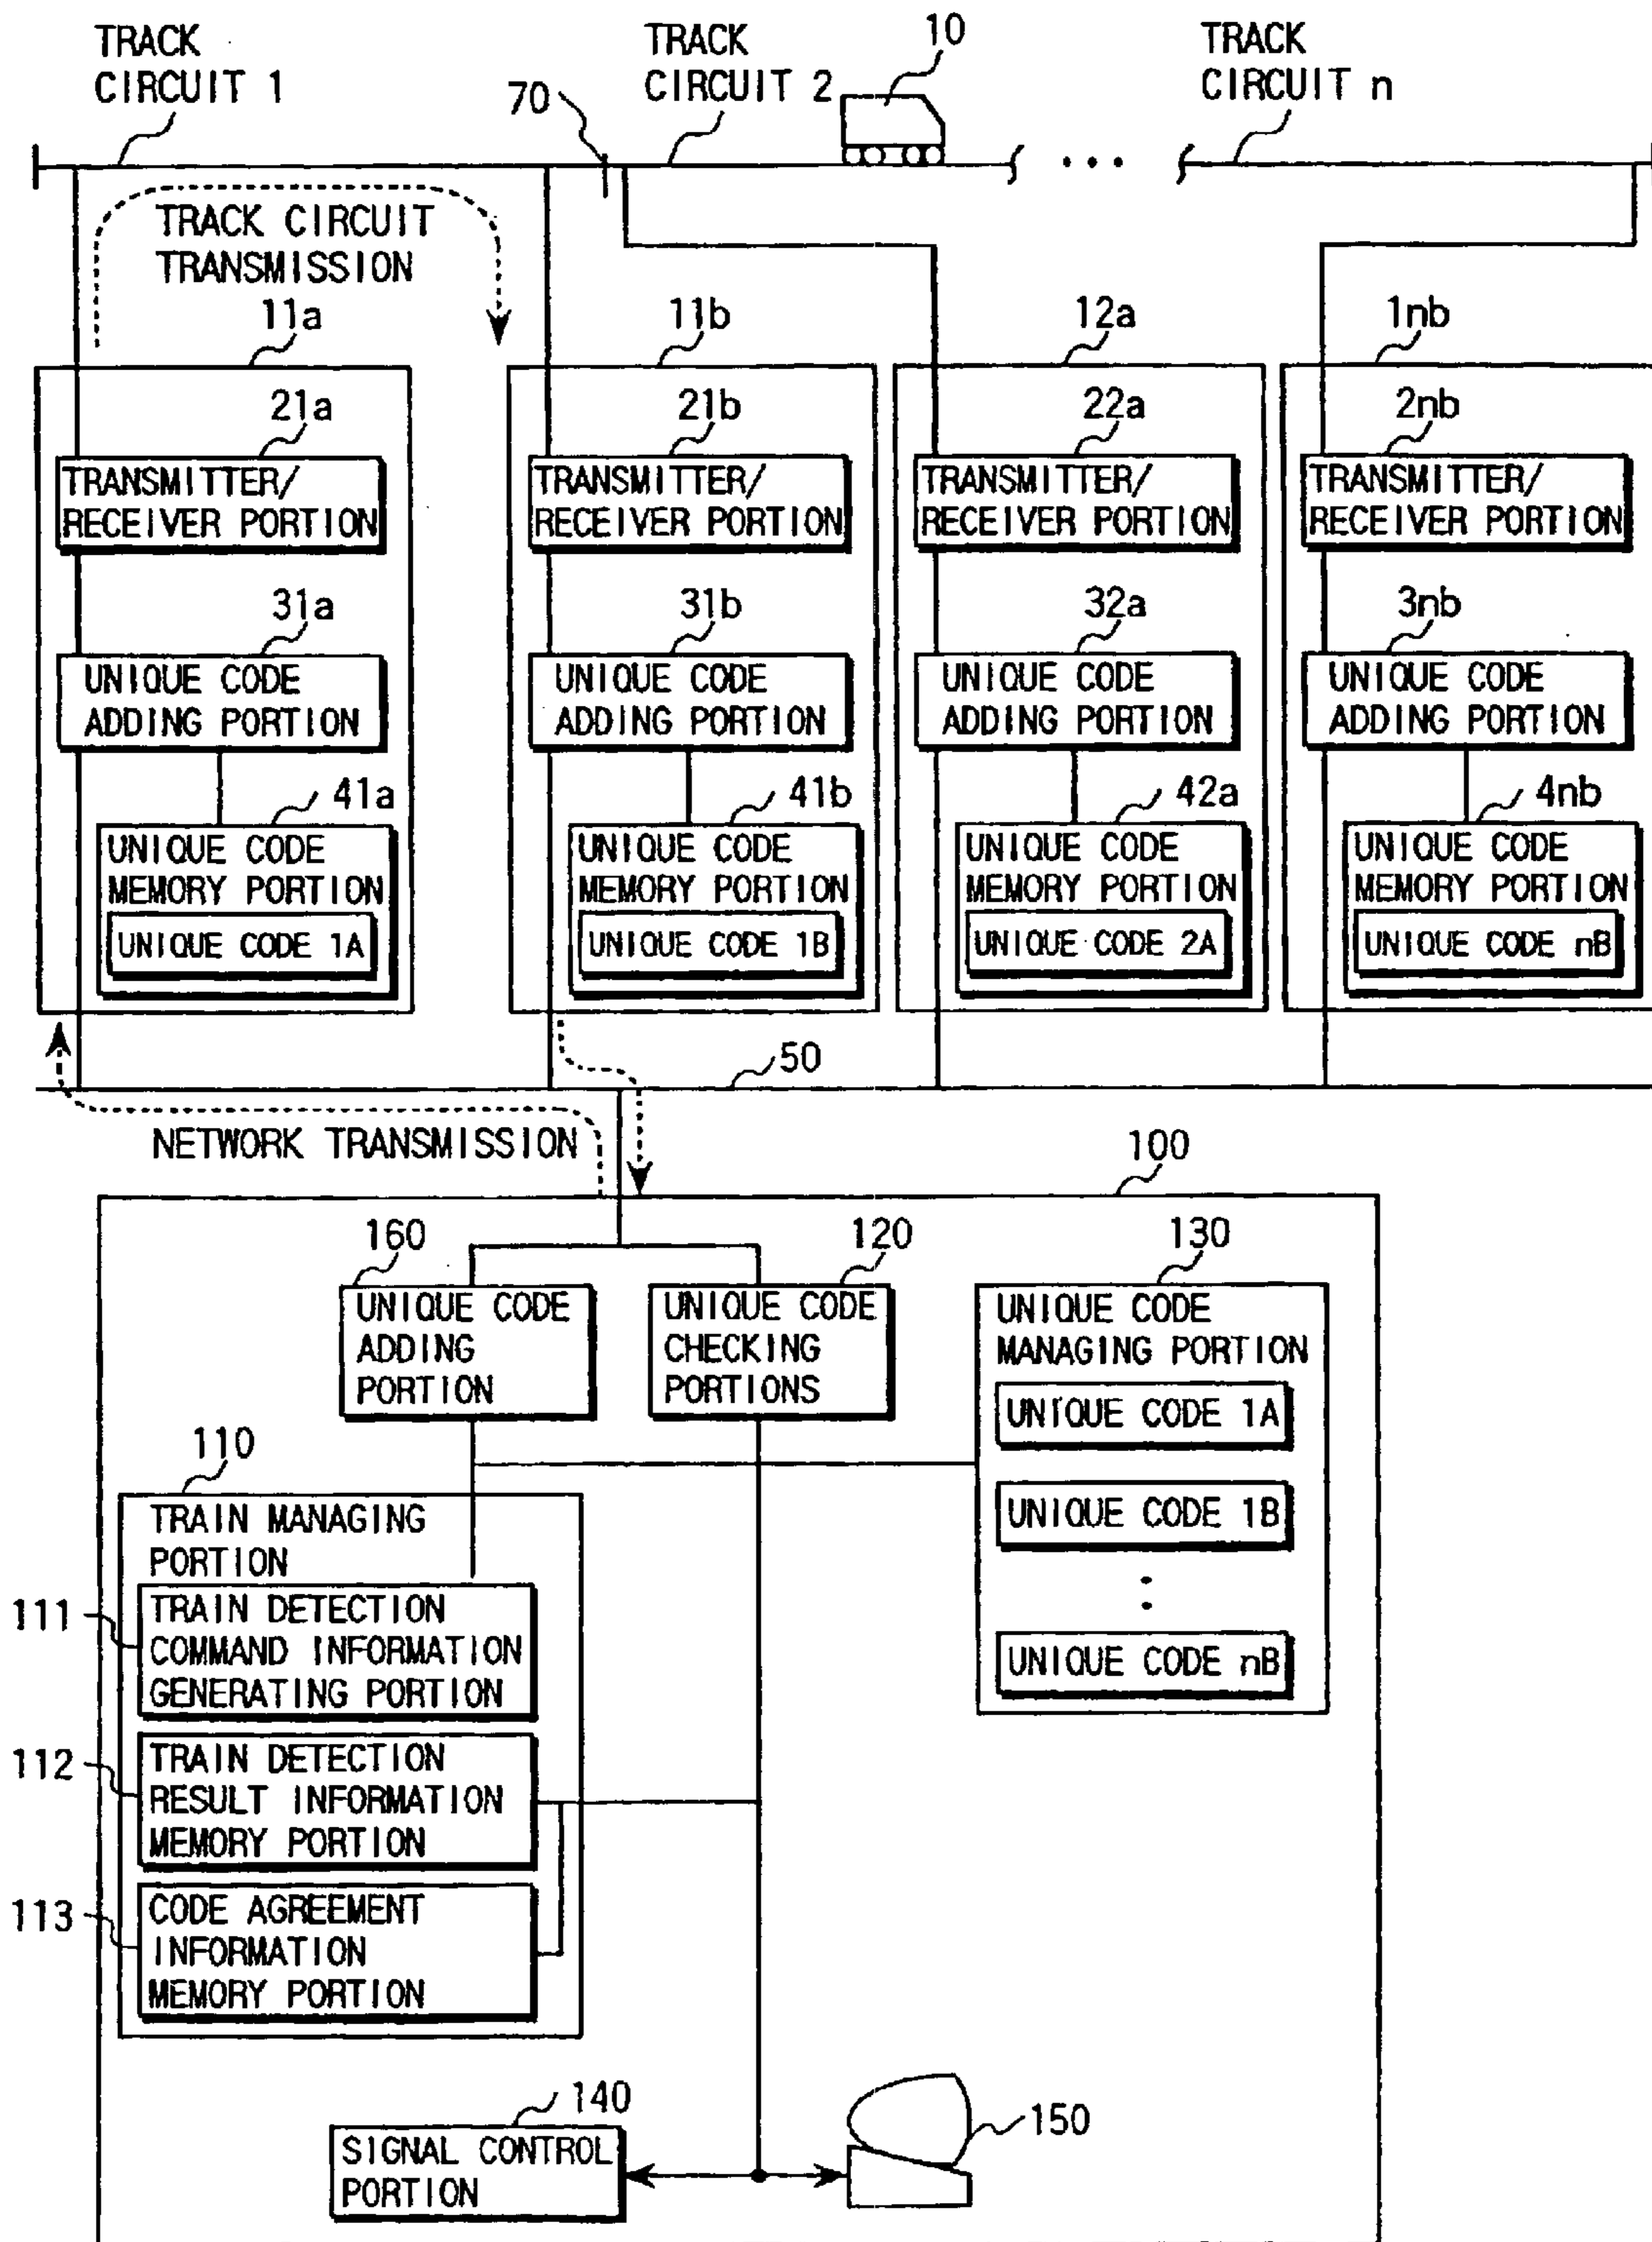 TRACK CIRCUIT 1
TRACK CIRCUIT 2
10
TRACK CIRCUIT n
70
TRACK CIRCUIT
TRANSMISSION
11a
11b
12a
1nb
21a
21b
22a
2nb
TRANSMITTER/
RECEIVER PORTION
TRANSMITTER/
RECEIVER PORTION
TRANSMITTER/
RECEIVER PORTION
TRANSMITTER/
RECEIVER PORTION
31a
31b
32a
3nb
UNIQUE CODE
ADDING PORTION
UNIQUE CODE
ADDING PORTION
UNIQUE CODE
ADDING PORTION
UNIQUE CODE
ADDING PORTION
41a
41b
42a
4nb
UNIQUE CODE
MEMORY PORTION
UNIQUE CODE 1A
UNIQUE CODE
MEMORY PORTION
UNIQUE CODE 1B
UNIQUE CODE
MEMORY PORTION
UNIQUE CODE 2A
UNIQUE CODE
MEMORY PORTION
UNIQUE CODE nB
50
NETWORK TRANSMISSION
100
160
120
130
UNIQUE CODE
ADDING
PORTION
UNIQUE CODE
CHECKING
PORTIONS
UNIQUE CODE
MANAGING PORTION
UNIQUE CODE 1A
UNIQUE CODE 1B
:
UNIQUE CODE nB
110
TRAIN MANAGING
PORTION
111
TRAIN DETECTION
COMMAND INFORMATION
GENERATING PORTION
112
TRAIN DETECTION
RESULT INFORMATION
MEMORY PORTION
113
CODE AGREEMENT
INFORMATION
MEMORY PORTION
140
SIGNAL CONTROL
PORTION
150